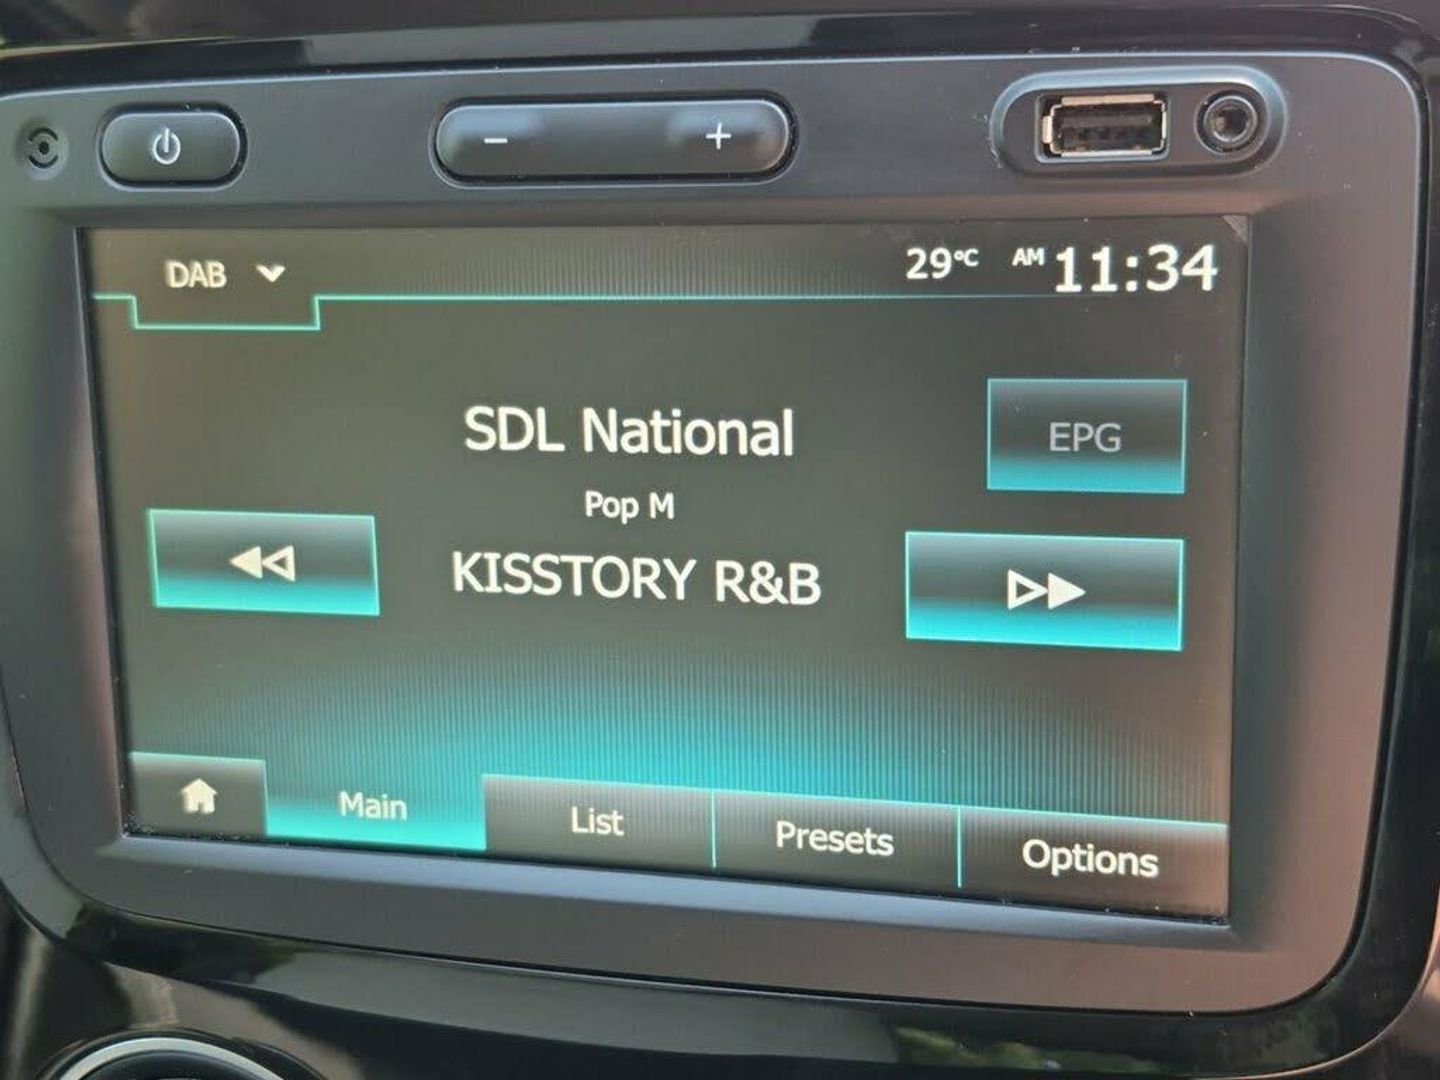 DAB 29°C AM 11:34
SDL National
EPG
Pop M
KISSTORY R&B
Main List Presets Options